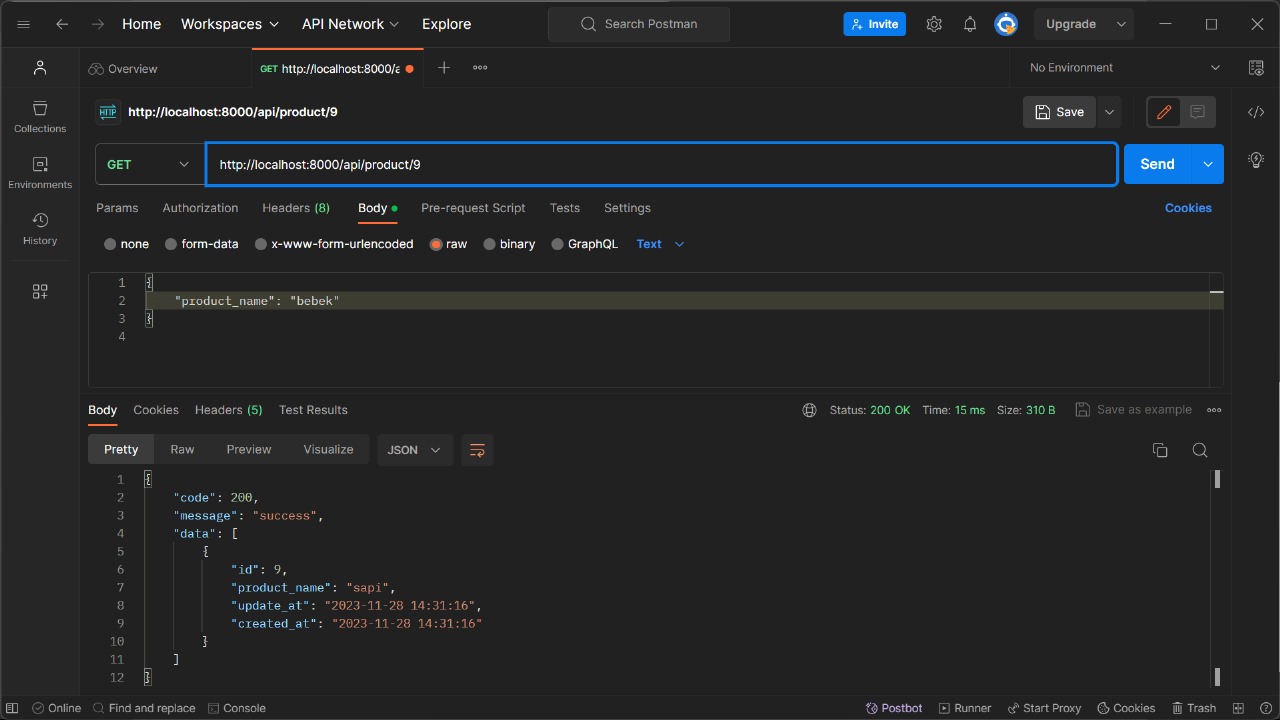 Home Workspaces API Network Explore Search Postman Invite Upgrade
Overview GET http://localhost:8000/a No Environment
HTTP http://localhost:8000/api/product/9 Save
Collections
GET http://localhost:8000/api/product/9 Send
Environments
Params Authorization Headers (8) Body Pre-request Script Tests Settings Cookies
History
none form-data x-www-form-urlencoded raw binary GraphQL Text
1 {
2 "product_name": "bebek"
3 }
4
Body Cookies Headers (5) Test Results Status: 200 OK Time: 15 ms Size: 310 B Save as example
Pretty Raw Preview Visualize JSON
1 {
2 "code": 200,
3 "message": "success",
4 "data": [
5 {
6 "id": 9,
7 "product_name": "sapi",
8 "update_at": "2023-11-28 14:31:16",
9 "created_at": "2023-11-28 14:31:16"
10 }
11 ]
12 }
Online Find and replace Console Postbot Runner Start Proxy Cookies Trash